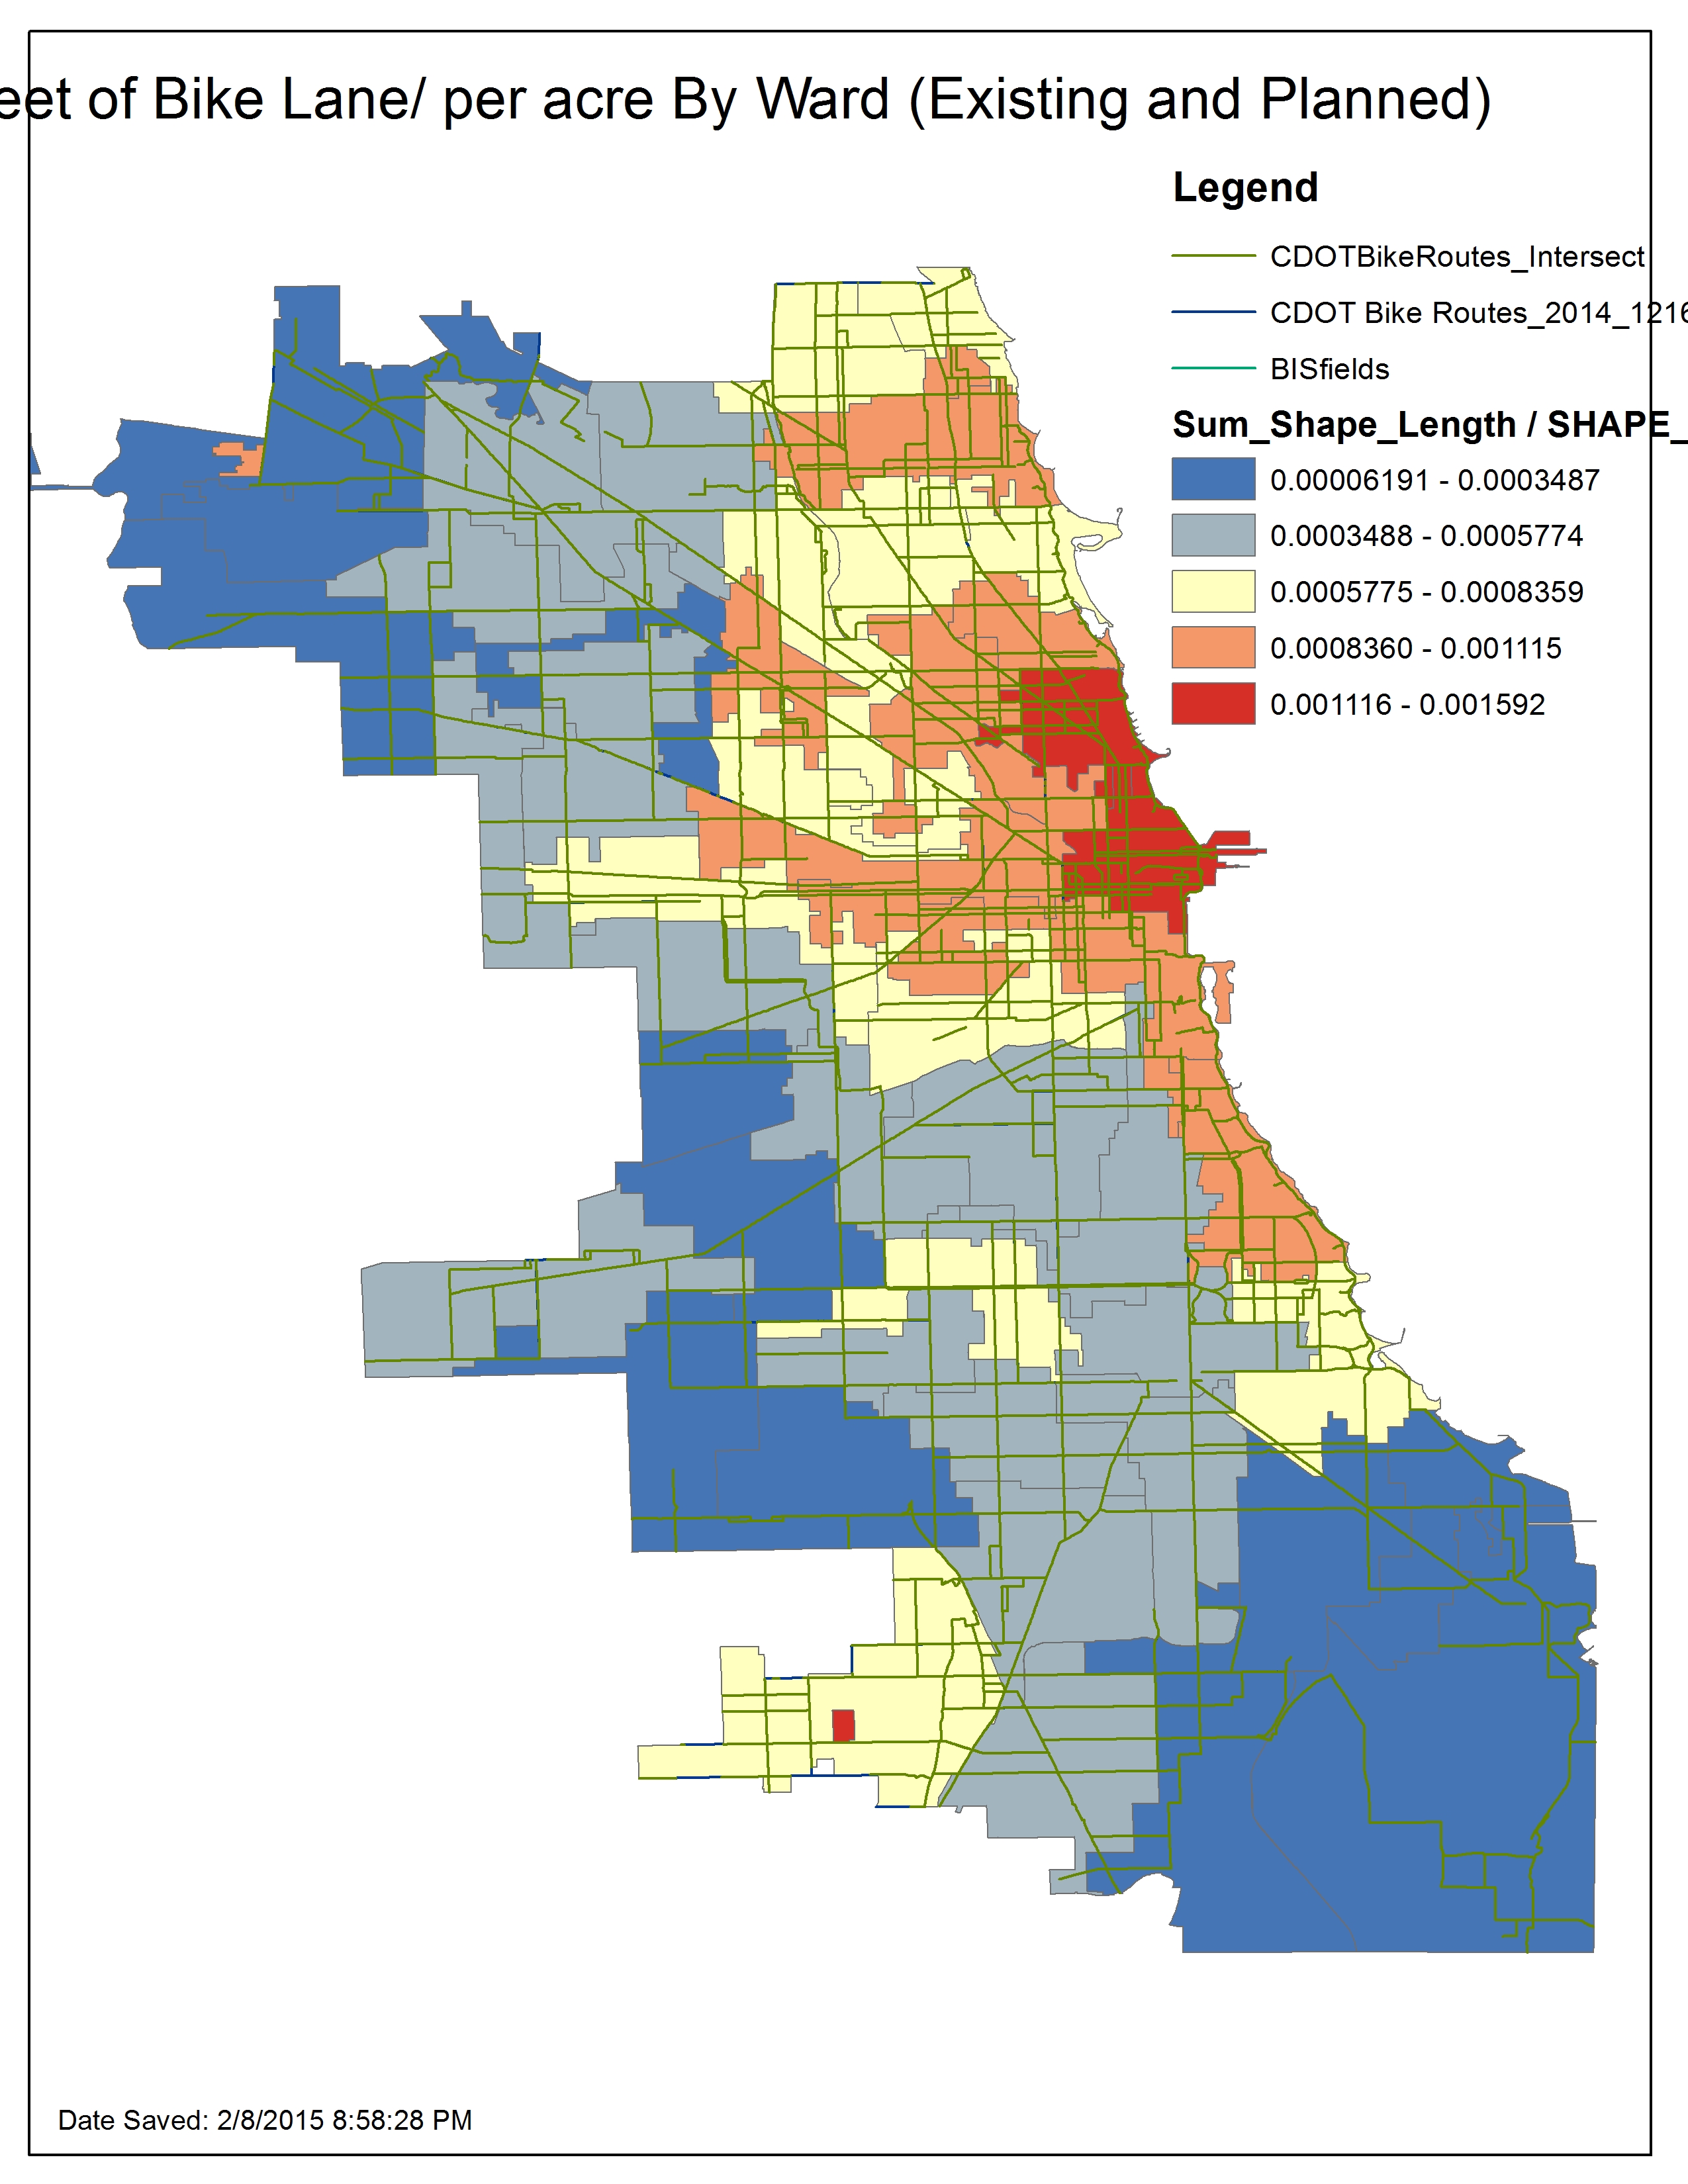 eet of Bike Lane/ per acre By Ward (Existing and Planned)
Legend
CDOTBikeRoutes_Intersect
CDOT Bike Routes_2014_1216
BISfields
Sum_Shape_Length / SHAPE_
0.00006191 - 0.0003487
0.0003488 - 0.0005774
0.0005775 - 0.0008359
0.0008360 - 0.001115
0.001116 - 0.001592
Date Saved: 2/8/2015 8:58:28 PM